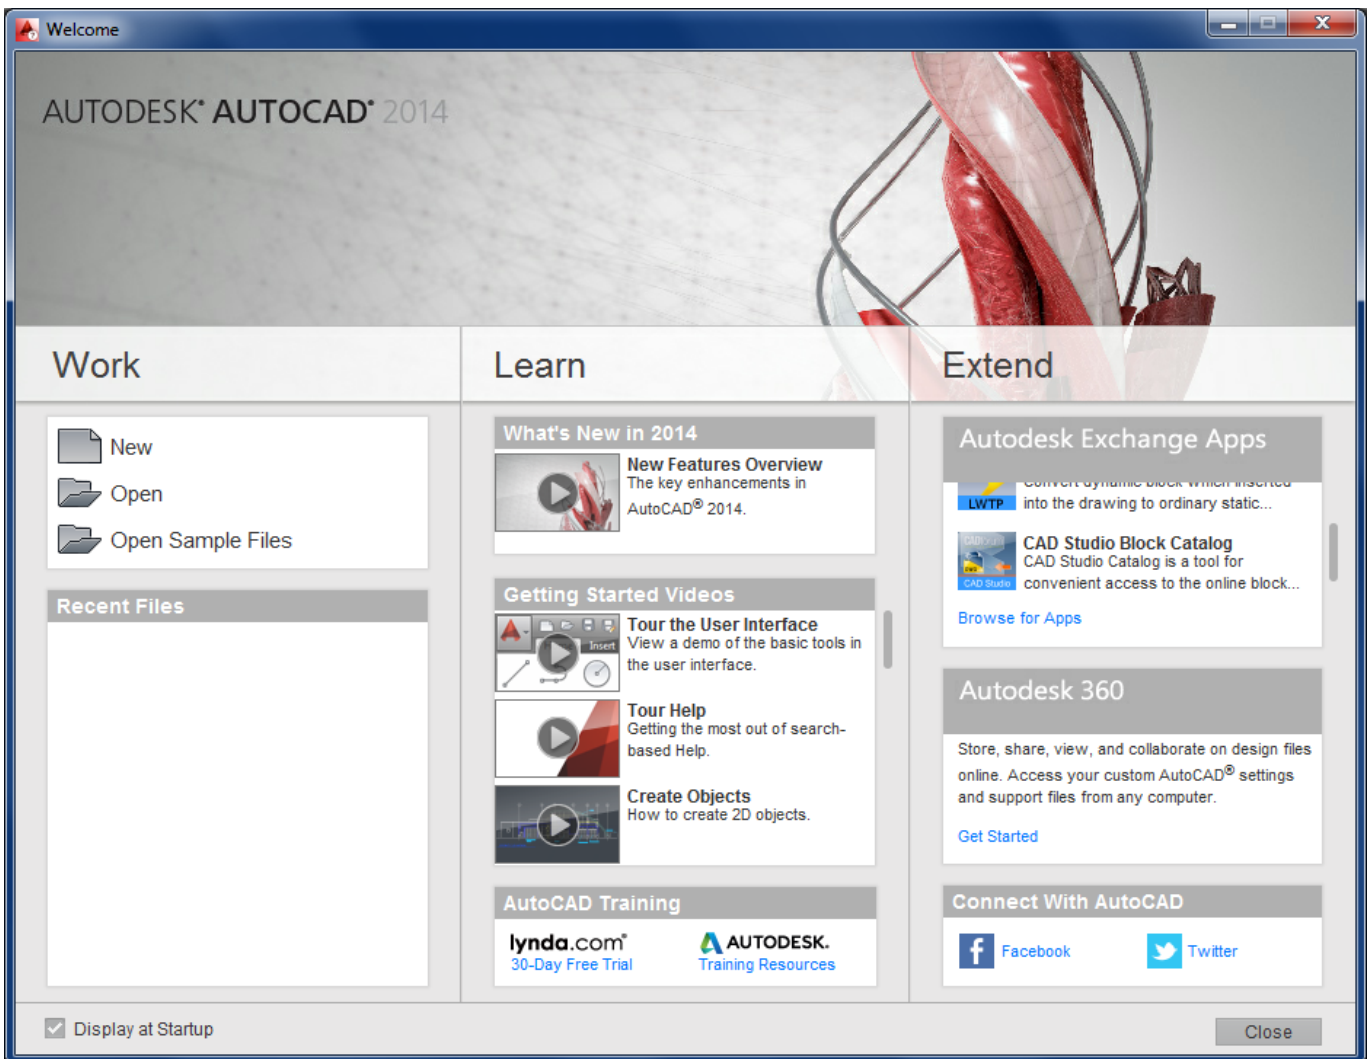 Welcome
AUTODESK® AUTOCAD® 2014
Work
New
Open
Open Sample Files
Recent Files
Learn
What's New in 2014
New Features Overview
The key enhancements in
AutoCAD® 2014.
Getting Started Videos
Insert
Tour the User Interface
View a demo of the basic tools in
the user interface.
Tour Help
Getting the most out of search-
based Help.
Create Objects
How to create 2D objects.
AutoCAD Training
lynda.com®
30-Day Free Trial
AUTODESK.
Training Resources
Extend
Autodesk Exchange Apps
Convert dynamic block which inserted
LWTP
into the drawing to ordinary static...
CAD Studio
CAD Studio Block Catalog
CAD Studio Catalog is a tool for
convenient access to the online block...
Browse for Apps
Autodesk 360
Store, share, view, and collaborate on design files
online. Access your custom AutoCAD® settings
and support files from any computer.
Get Started
Connect With AutoCAD
Facebook
Twitter
Display at Startup
Close